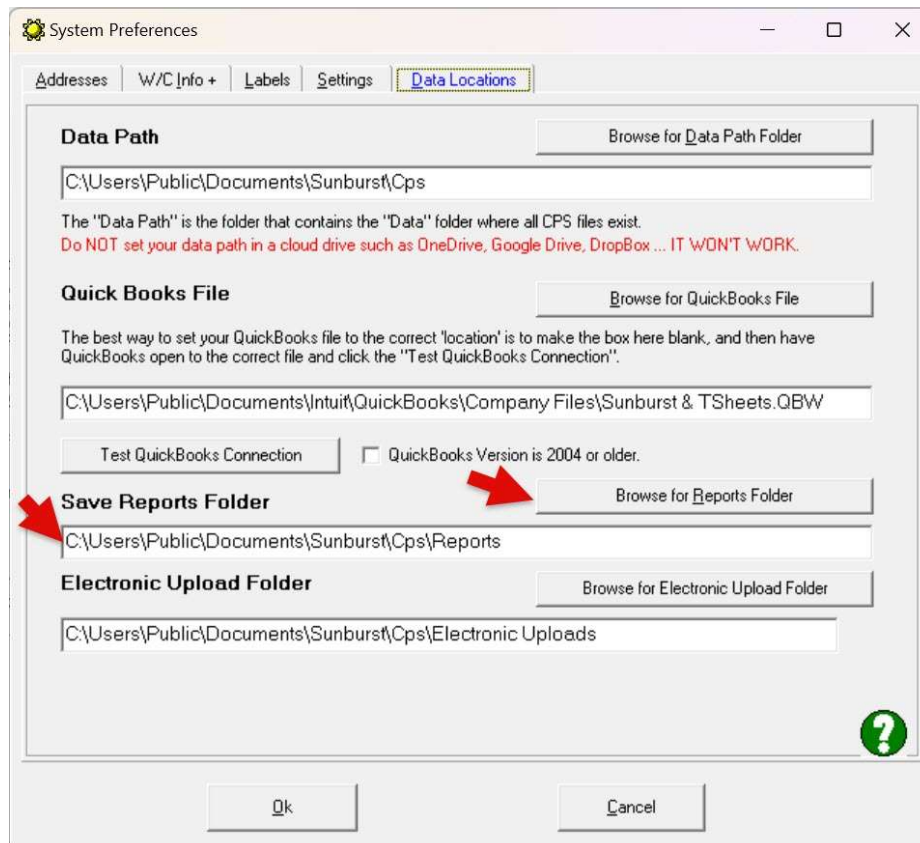 System Preferences
Addresses
W/C Info +
Labels
Settings
Data Locations
Data Path
Browse for Data Path Folder
C:\Users\Public\Documents\Sunburst\Cps
The "Data Path" is the folder that contains the "Data" folder where all CPS files exist.
Do NOT set your data path in a cloud drive such as OneDrive, Google Drive, DropBox ... IT WON'T WORK.
Quick Books File
Browse for QuickBooks File
The best way to set your QuickBooks file to the correct 'location' is to make the box here blank, and then have
QuickBooks open to the correct file and click the "Test QuickBooks Connection".
C:\Users\Public\Documents\Intuit\QuickBooks\Company Files\Sunburst & TSheets.QBW
Test QuickBooks Connection
QuickBooks Version is 2004 or older.
Save Reports Folder
Browse for Reports Folder
C:\Users\Public\Documents\Sunburst\Cps\Reports
Electronic Upload Folder
Browse for Electronic Upload Folder
C:\Users\Public\Documents\Sunburst\Cps\Electronic Uploads
?
Ok
Cancel